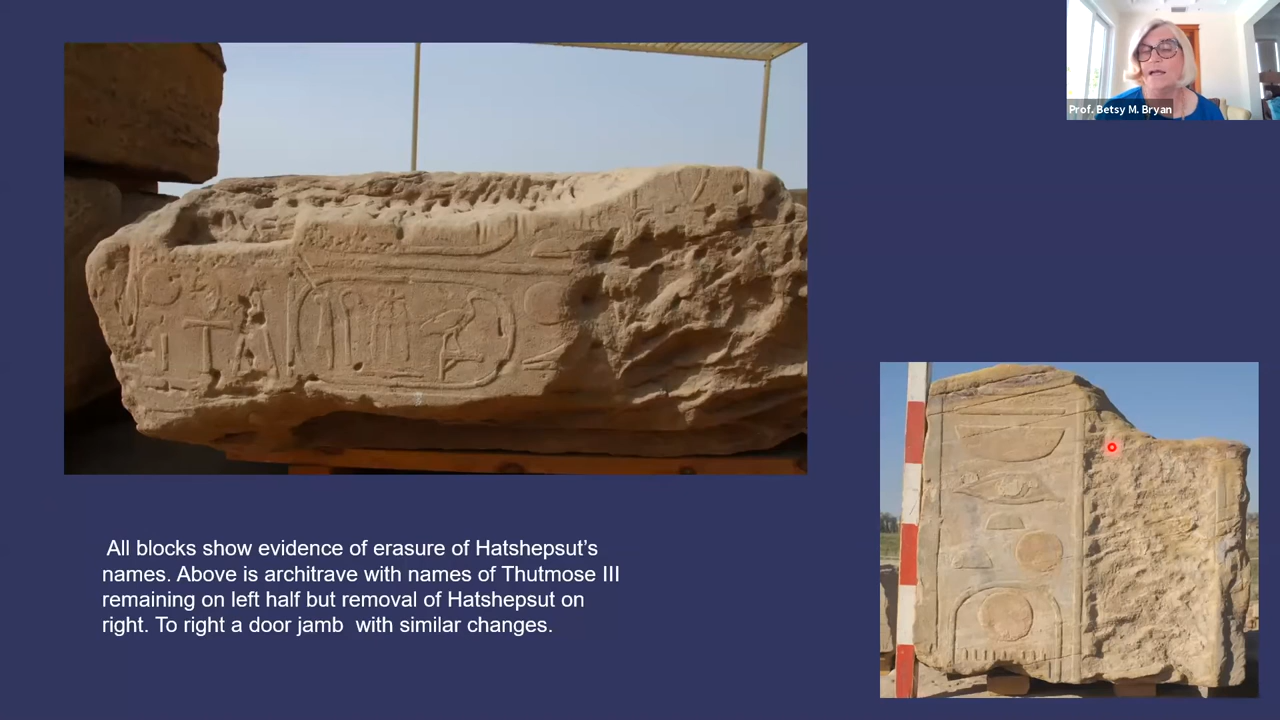 Prof. Betsy M. Bryan
All blocks show evidence of erasure of Hatshepsut's
names. Above is architrave with names of Thutmose III
remaining on left half but removal of Hatshepsut on
right. To right a door jamb with similar changes.